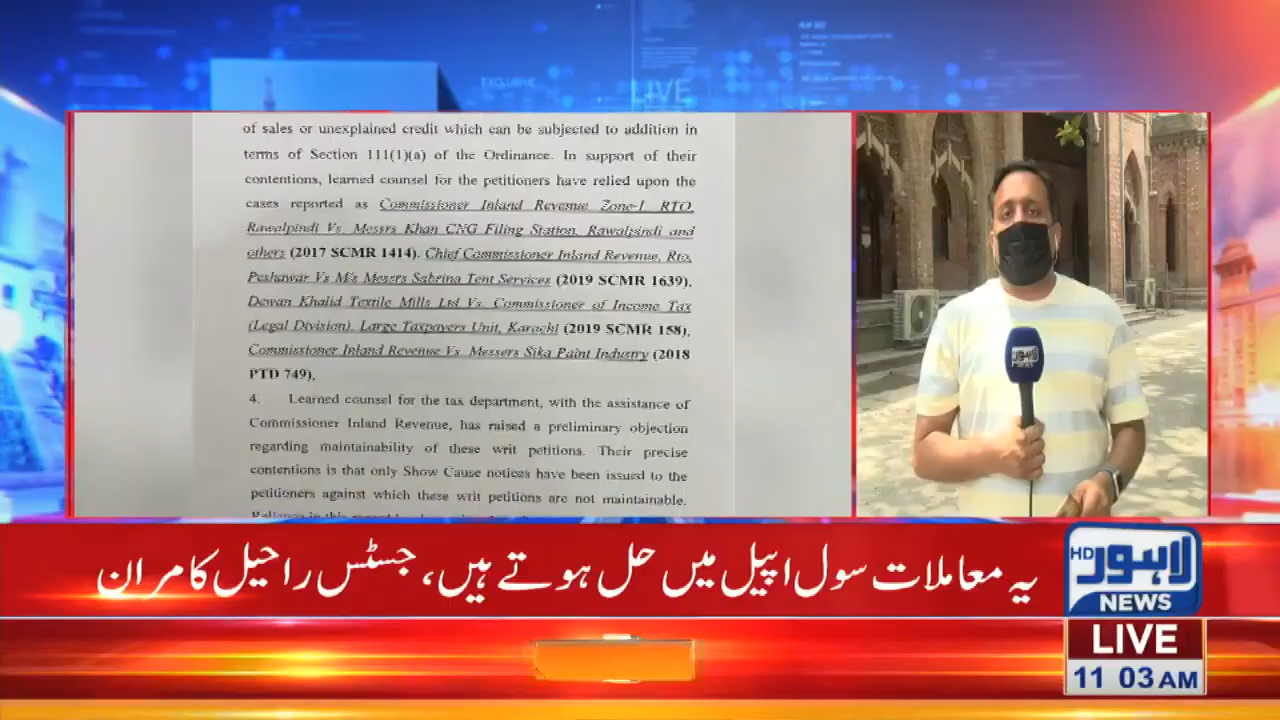 EXCLUSIVE
LIVE
of sales or unexplained credit which can be subjected to addition in
terms of Section 111(1)(a) of the Ordinance. In support of their
contentions, learned counsel for the petitioners have relied upon the
cases reported as Commissioner Inland Revenue Zone-I, RTO,
Rawalpindi Vs. Messrs Khan CNG Filing Station, Rawalpindi and
others (2017 SCMR 1414). Chief Commissioner Inland Revenue, Rto,
Peshawar Vs M/s Messrs Sabrina Tent Services (2019 SCMR 1639),
Dewan Khalid Textile Mills Ltd Vs. Commissioner of Income Tax
(Legal Division), Large Taxpayers Unit, Karachi (2019 SCMR 158),
Commissioner Inland Revenue Vs. Messers Sika Paint Industry (2018
PTD 749),
4. Learned counsel for the tax department, with the assistance of
Commissioner Inland Revenue, has raised a preliminary objection
regarding maintainability of these writ petitions. Their precise
contentions is that only Show Cause notices have been issued to the
petitioners against which these writ petitions are not maintainable.
لاہور
NEWS
یہ معاملات سول اپیل میں حل ہوتے ہیں، جسٹس راحیل کامران
HD لاہور
NEWS
LIVE
11 03 AM